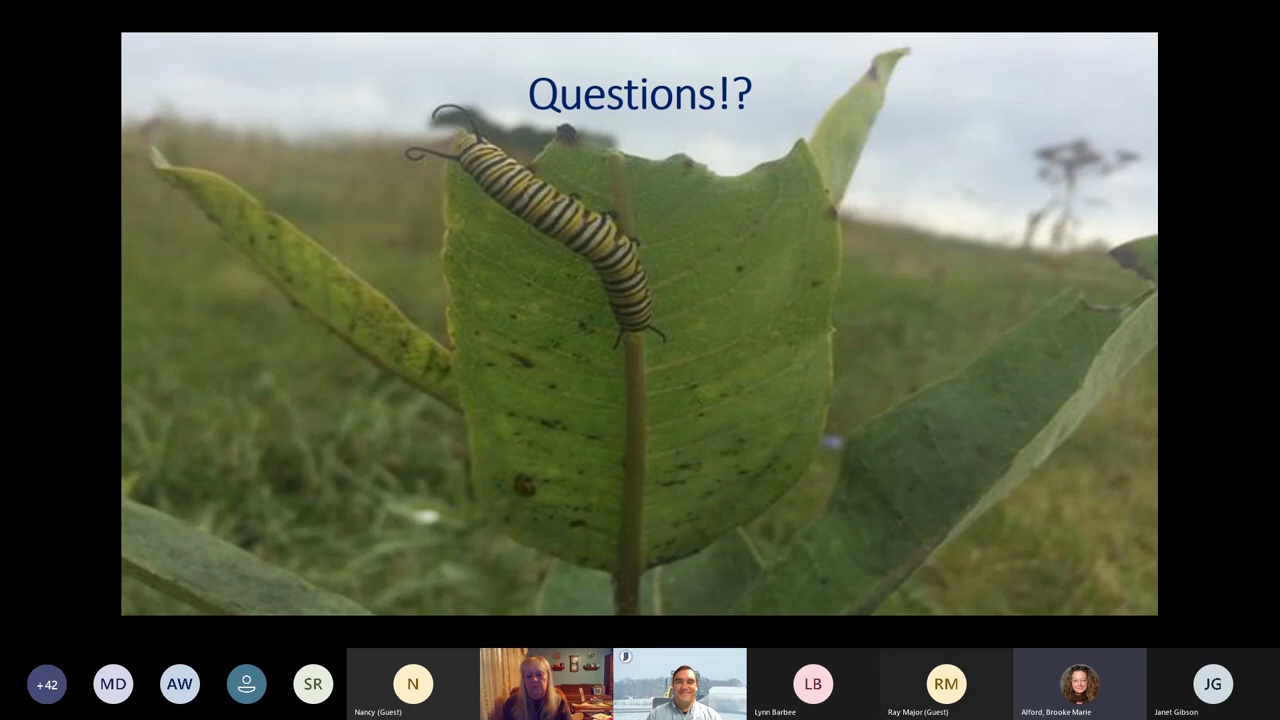 Questions!?
+42
MD
AW
SR
N
Nancy (Guest)
LB
Lynn Barbee
RM
Ray Major (Guest)
Alford, Brooke Marie
JG
Janet Gibson